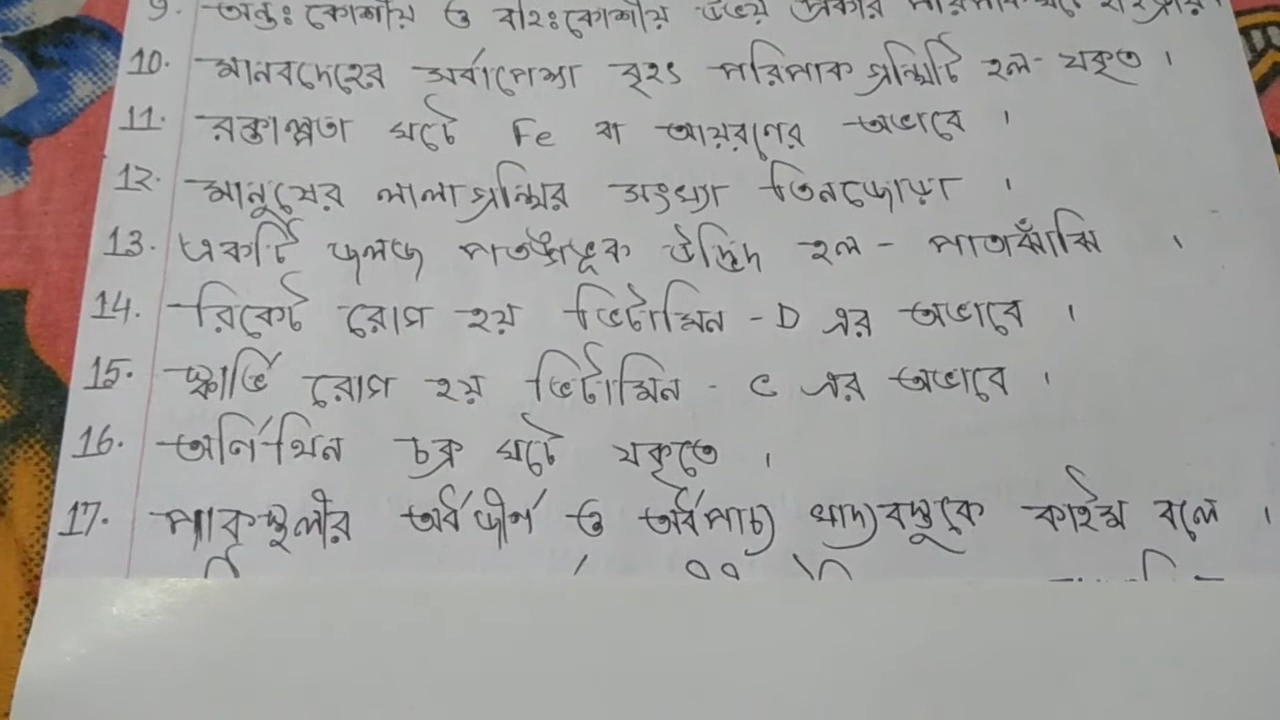 9. অন্তঃকোশীয় ও বহিঃকোশীয় উভয় প্রকার
10. মানবদেহের সর্বাপেক্ষা বৃহৎ পরিপাক গ্রন্থিটি হল - যকৃত ।
11. রক্তাল্পতা ঘটে Fe বা আয়রণের অভাবে ।
12. মানুষের লালাগ্রন্থির সংখ্যা তিনজোড়া ।
13. একটি জলজ পতঙ্গভূক উদ্ভিদ হল - পাতাঝাঁঝি ।
14. রিকেট রোগ হয় ভিটামিন - D এর অভাবে ।
15. স্কার্ভি রোগ হয় ভিটামিন - C এর অভাবে ।
16. অর্নিথিন চক্র ঘটে যকৃতে ।
17. পাকস্থলীর অর্ধজীর্ণ ও অর্ধপাচ্য খাদ্যবস্তুকে কাইম বলে ।